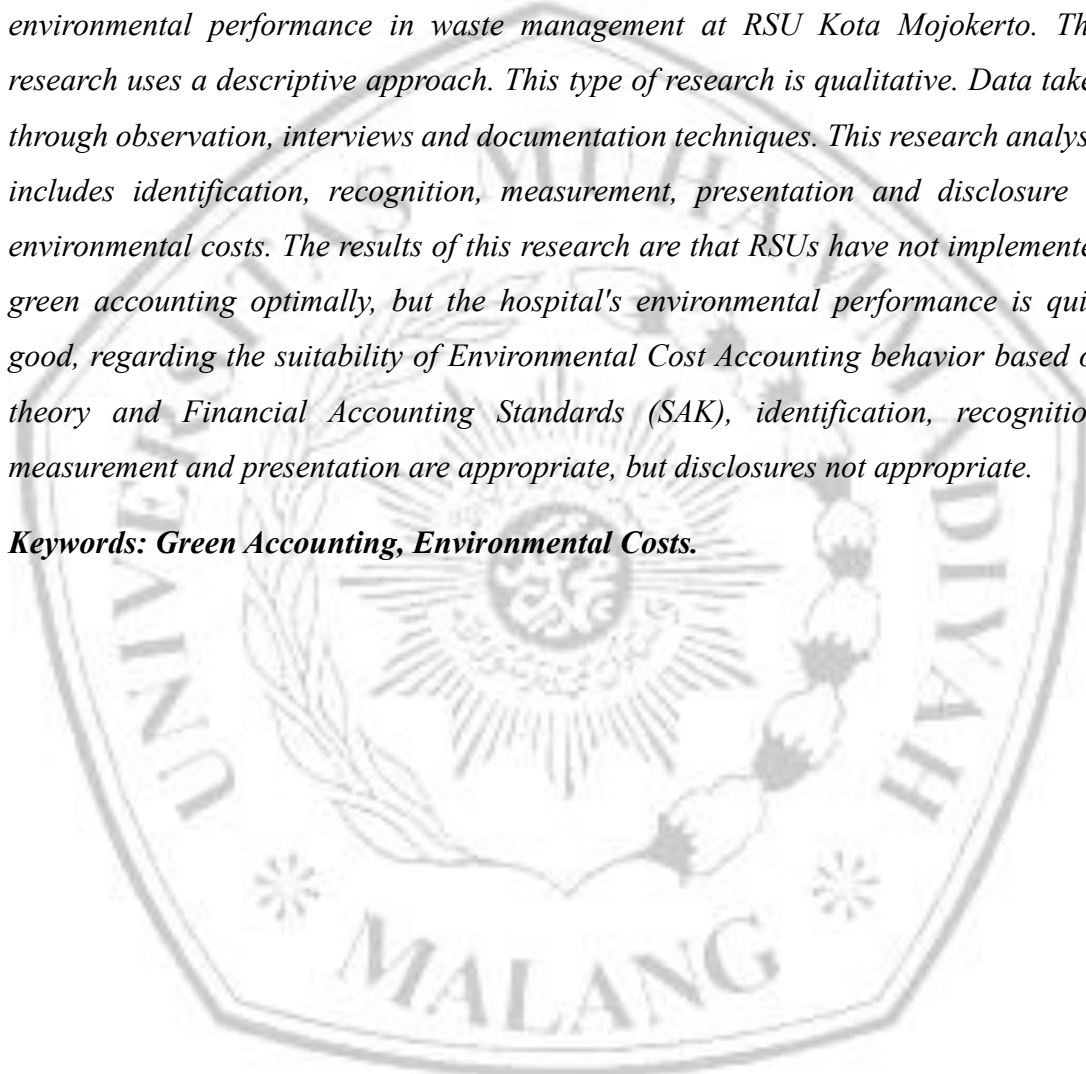 environmental performance in waste management at RSU Kota Mojokerto. Th
research uses a descriptive approach. This type of research is qualitative. Data take
through observation, interviews and documentation techniques. This research analys
includes identification, recognition, measurement, presentation and disclosure
environmental costs. The results of this research are that RSUs have not implemente
green accounting optimally, but the hospital's environmental performance is qui
good, regarding the suitability of Environmental Cost Accounting behavior based o
theory and Financial Accounting Standards (SAK), identification, recognitio
measurement and presentation are appropriate, but disclosures not appropriate.
Keywords: Green Accounting, Environmental Costs.
UNIVERSITAS MUHAMMADIYAH
MALANG